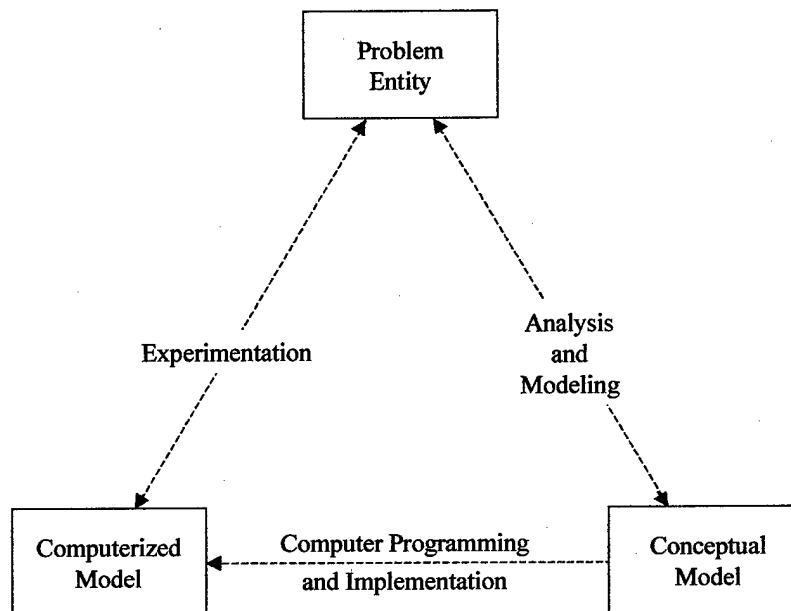 Problem
Entity
Experimentation
Analysis
and
Modeling
Computerized
Model
Computer Programming
and Implementation
Conceptual
Model